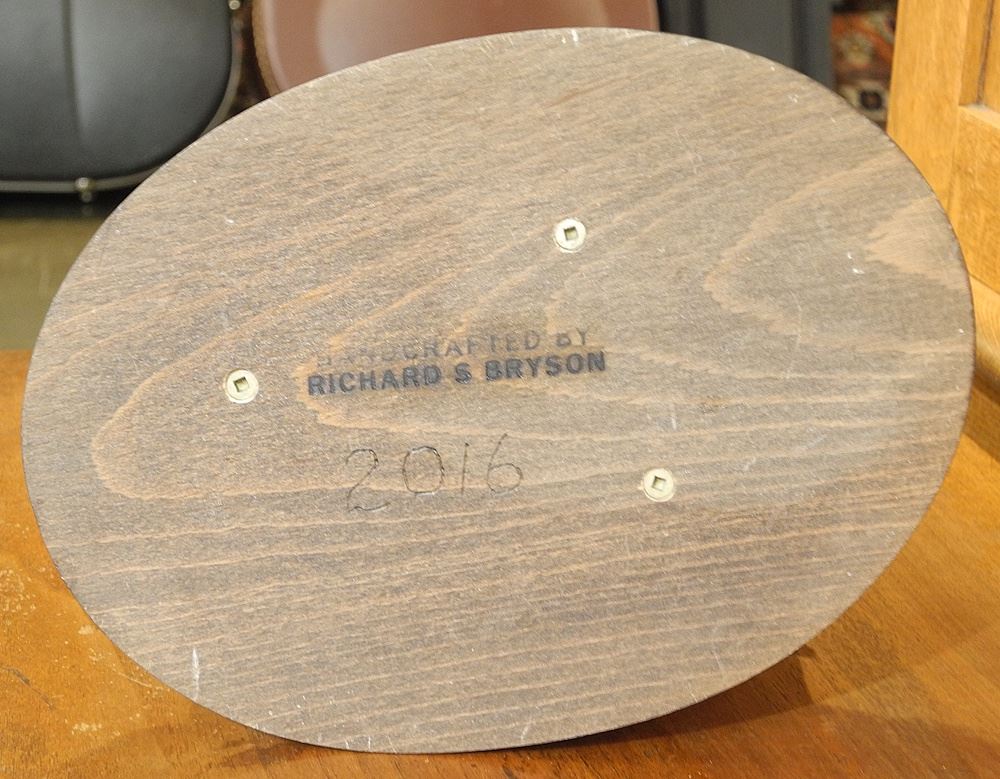 HANDCRAFTED BY
RICHARD S BRYSON
2016